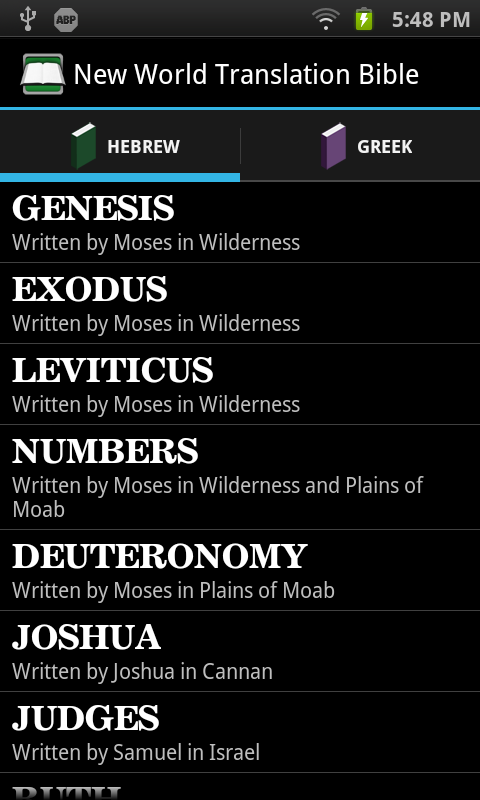 ABP
5:48 PM
New World Translation Bible
HEBREW
GREEK
GENESIS
Written by Moses in Wilderness
EXODUS
Written by Moses in Wilderness
LEVITICUS
Written by Moses in Wilderness
NUMBERS
Written by Moses in Wilderness and Plains of
Moab
DEUTERONOMY
Written by Moses in Plains of Moab
JOSHUA
Written by Joshua in Cannan
JUDGES
Written by Samuel in Israel
RUTH